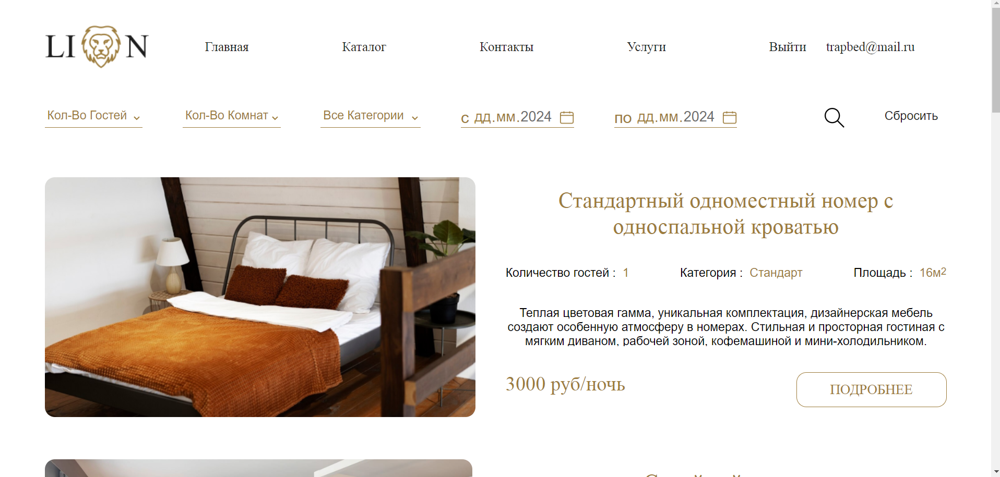 LION
Главная
Каталог
Контакты
Услуги
Выйти
trapbed@mail.ru
Кол-Во Гостей
Кол-Во Комнат
Все Категории
с дд.мм.2024
по дд.мм.2024
Сбросить
Стандартный одноместный номер с
односпальной кроватью
Количество гостей : 1
Категория : Стандарт
Площадь : 16м²
Теплая цветовая гамма, уникальная комплектация, дизайнерская мебель
создают особенную атмосферу в номерах. Стильная и просторная гостиная с
мягким диваном, рабочей зоной, кофемашиной и мини-холодильником.
3000 руб/ночь
ПОДРОБНЕЕ